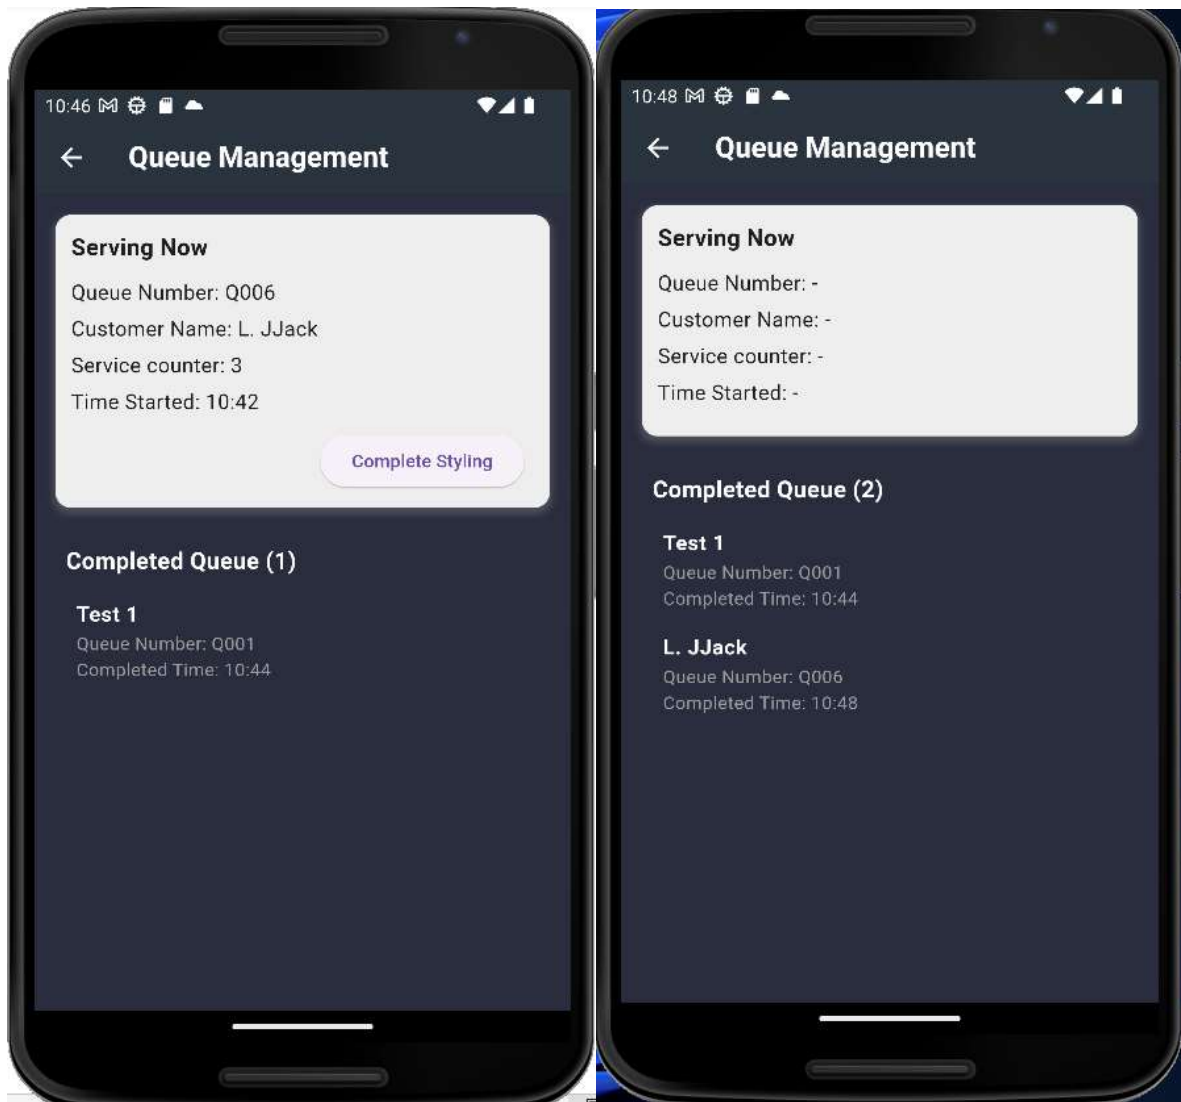 10:46
Queue Management
Serving Now
Queue Number: Q006
Customer Name: L. JJack
Service counter: 3
Time Started: 10:42
Complete Styling
Completed Queue (1)
Test 1
Queue Number: Q001
Completed Time: 10:44
10:48
Queue Management
Serving Now
Queue Number: -
Customer Name: -
Service counter: -
Time Started: -
Completed Queue (2)
Test 1
Queue Number: Q001
Completed Time: 10:44
L. JJack
Queue Number: Q006
Completed Time: 10:48